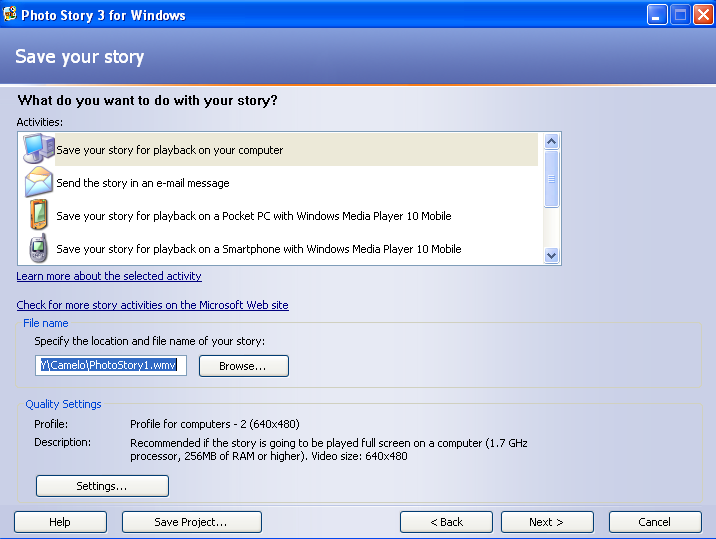 Photo Story 3 for Windows
Save your story
What do you want to do with your story?
Activities:
Save your story for playback on your computer
Send the story in an e-mail message
Save your story for playback on a Pocket PC with Windows Media Player 10 Mobile
Save your story for playback on a Smartphone with Windows Media Player 10 Mobile
Learn more about the selected activity
Check for more story activities on the Microsoft Web site
File name
Specify the location and file name of your story:
Y\Camelo\PhotoStory1.wmv
Browse...
Quality Settings
Profile: Profile for computers - 2 (640x480)
Description: Recommended if the story is going to be played full screen on a computer (1.7 GHz
processor, 256MB of RAM or higher). Video size: 640x480
Settings...
Help Save Project... < Back Next > Cancel